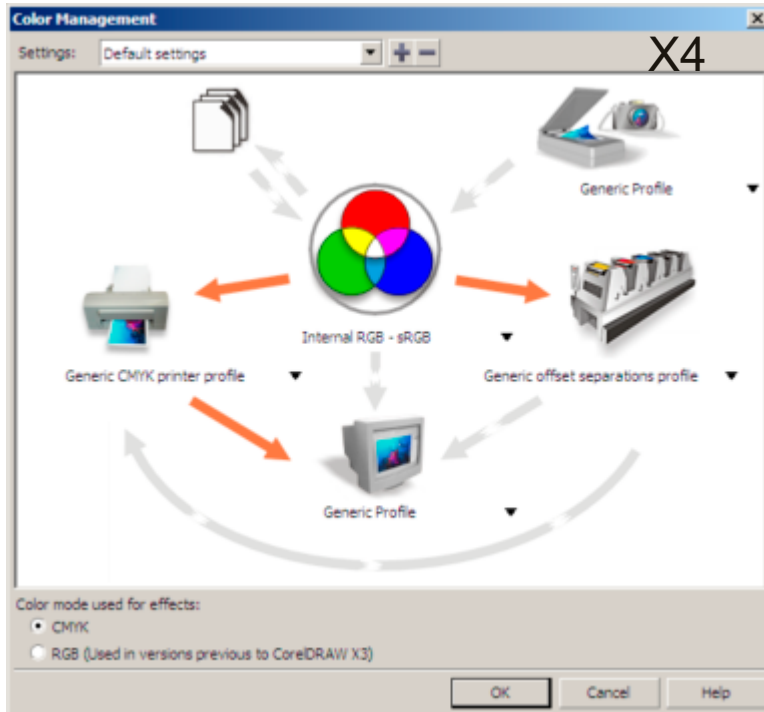 Color Management
Settings: Default settings
X4
Generic Profile
Internal RGB - sRGB
Generic CMYK printer profile
Generic offset separations profile
Generic Profile
Color mode used for effects:
CMYK
RGB (Used in versions previous to CorelDRAW X3)
OK Cancel Help